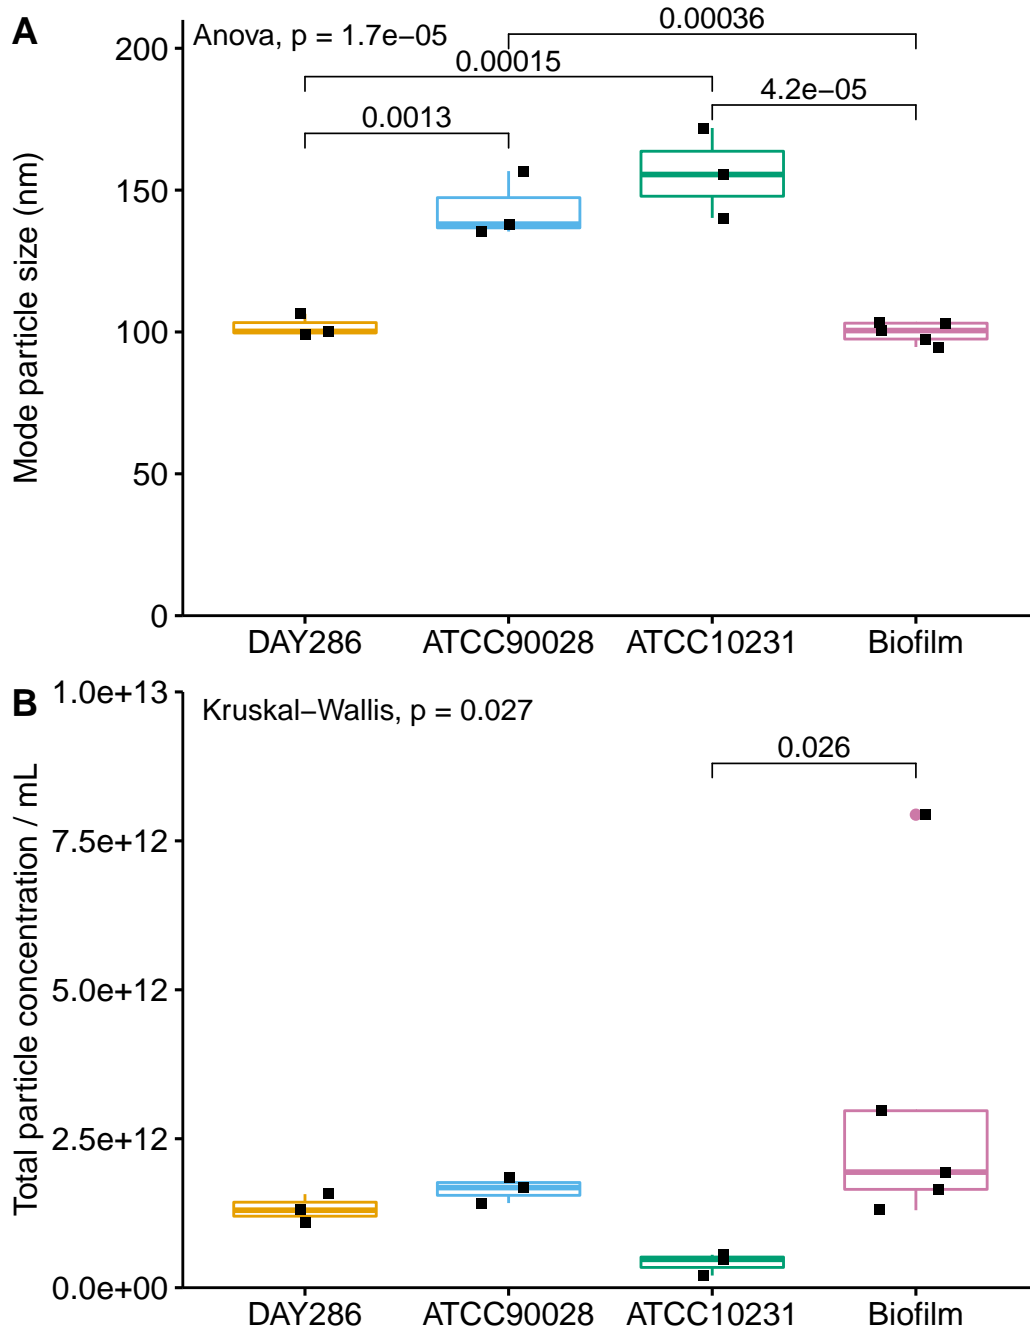 A
Anova, p = 1.7e−05
0.00036
0.00015
4.2e−05
0.0013
200
150
100
50
0
Mode particle size (nm)
DAY286 ATCC90028 ATCC10231 Biofilm
B
Kruskal−Wallis, p = 0.027
0.026
1.0e+13
7.5e+12
5.0e+12
2.5e+12
0.0e+00
Total particle concentration / mL
DAY286 ATCC90028 ATCC10231 Biofilm